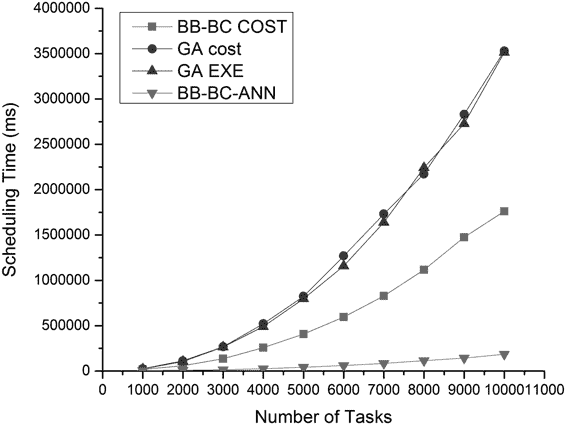 4000000
3500000
3000000
2500000
2000000
1500000
1000000
500000
0
Scheduling Time (ms)
BB-BC COST
GA cost
GA EXE
BB-BC-ANN
0 1000 2000 3000 4000 5000 6000 7000 8000 9000 10000 11000
Number of Tasks